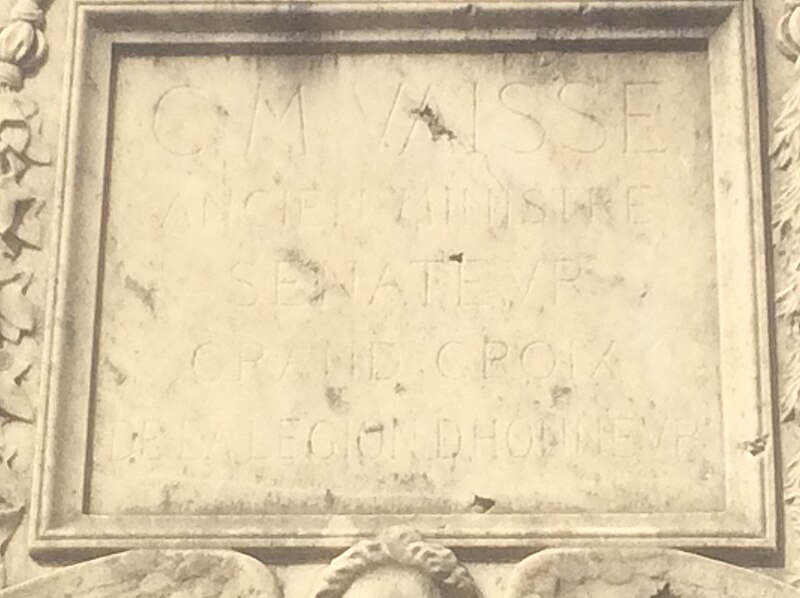 C M VAISSE
ANCIEN MINISTRE
SENATEVR
GRAND CROIX
DE LA LEGION D'HONNEVR